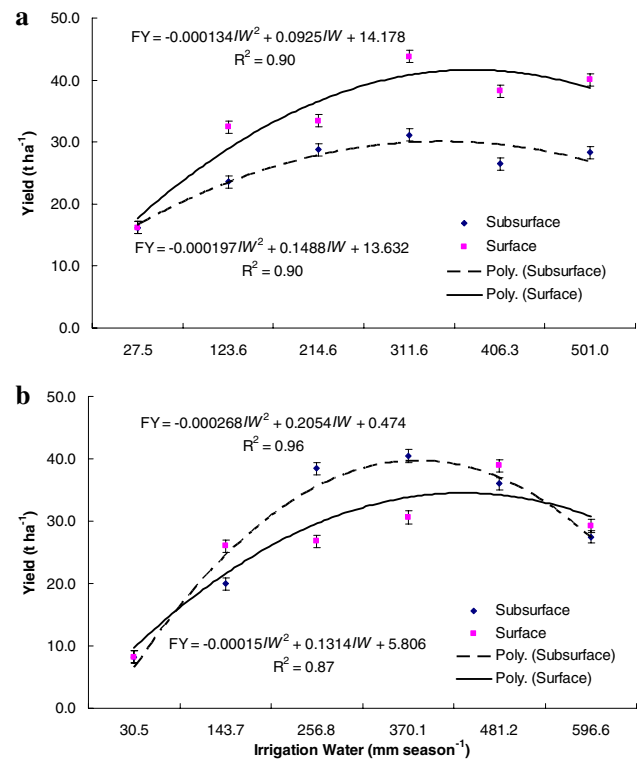 a
50.0
FY = -0.000134IW² + 0.0925IW + 14.178
R² = 0.90
40.0
30.0
Yield (t ha⁻¹)
20.0
FY = -0.000197IW² + 0.1488IW + 13.632
R² = 0.90
Subsurface
Surface
Poly. (Subsurface)
Poly. (Surface)
10.0
0.0
27.5 123.6 214.6 311.6 406.3 501.0
b
50.0
FY = -0.000268IW² + 0.2054IW + 0.474
R² = 0.96
40.0
30.0
Yield (t ha⁻¹)
20.0
Subsurface
Surface
Poly. (Subsurface)
Poly. (Surface)
10.0
FY = -0.00015IW² + 0.1314IW + 5.806
R² = 0.87
0.0
30.5 143.7 256.8 370.1 481.2 596.6
Irrigation Water (mm season⁻¹)